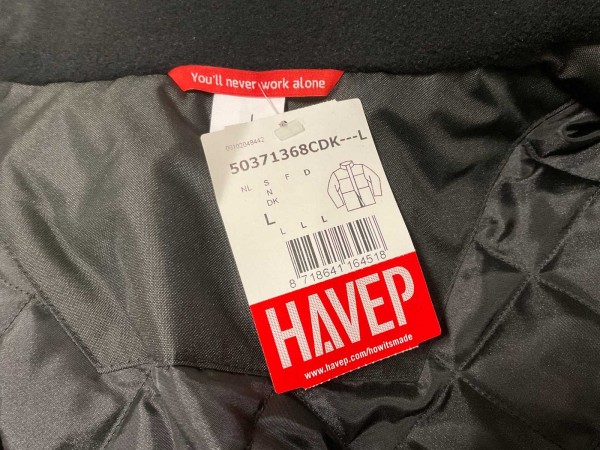 You'll never work alone
50371368CDK---L
NL S F D
N
DK
L L L L
8 718641 164518
HAVEP
www.havep.com/howitsmade